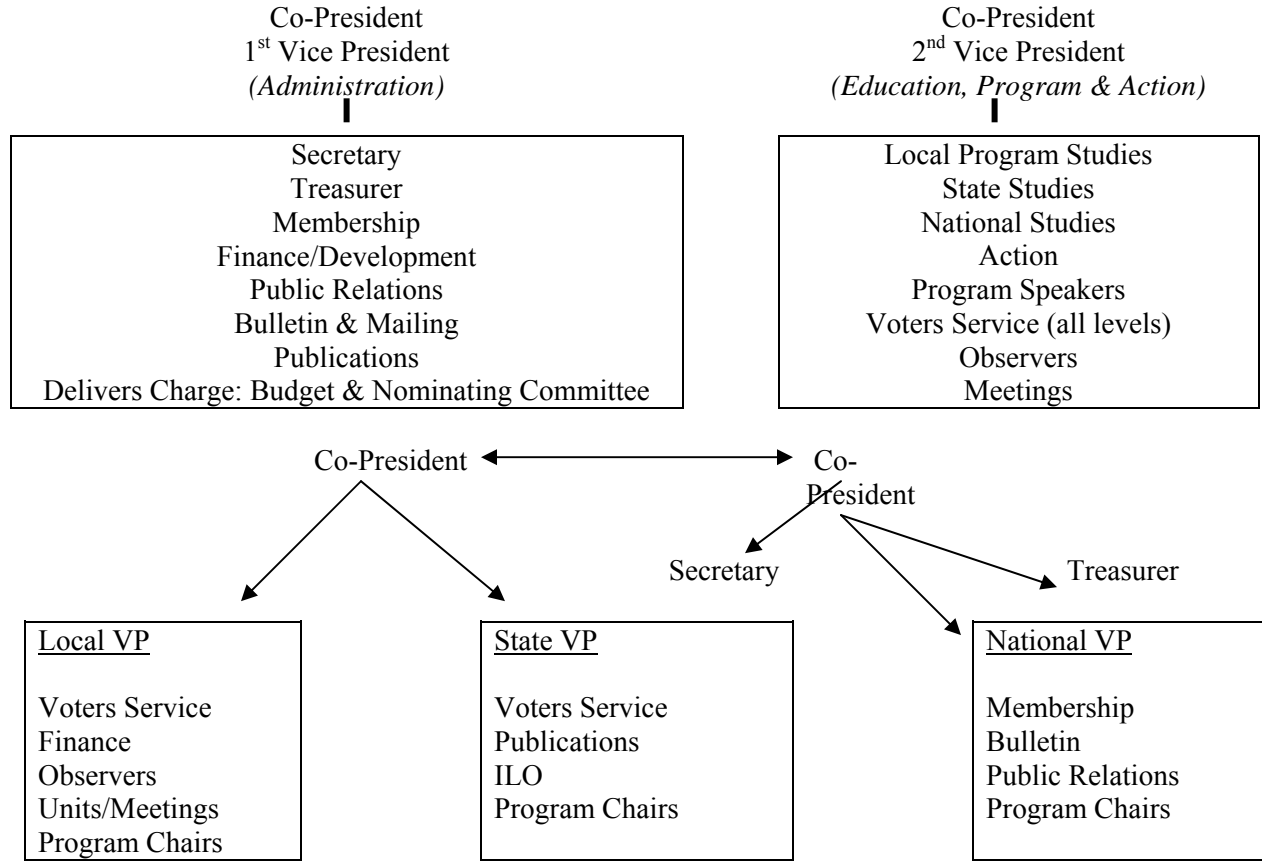 Co-President
1st Vice President
(Administration)
Secretary
Treasurer
Membership
Finance/Development
Public Relations
Bulletin & Mailing
Publications
Delivers Charge: Budget & Nominating Committee
Co-President
2nd Vice President
(Education, Program & Action)
Local Program Studies
State Studies
National Studies
Action
Program Speakers
Voters Service (all levels)
Observers
Meetings
Co-President
Co-
President
Secretary
Treasurer
Local VP
Voters Service
Finance
Observers
Units/Meetings
Program Chairs
State VP
Voters Service
Publications
ILO
Program Chairs
National VP
Membership
Bulletin
Public Relations
Program Chairs